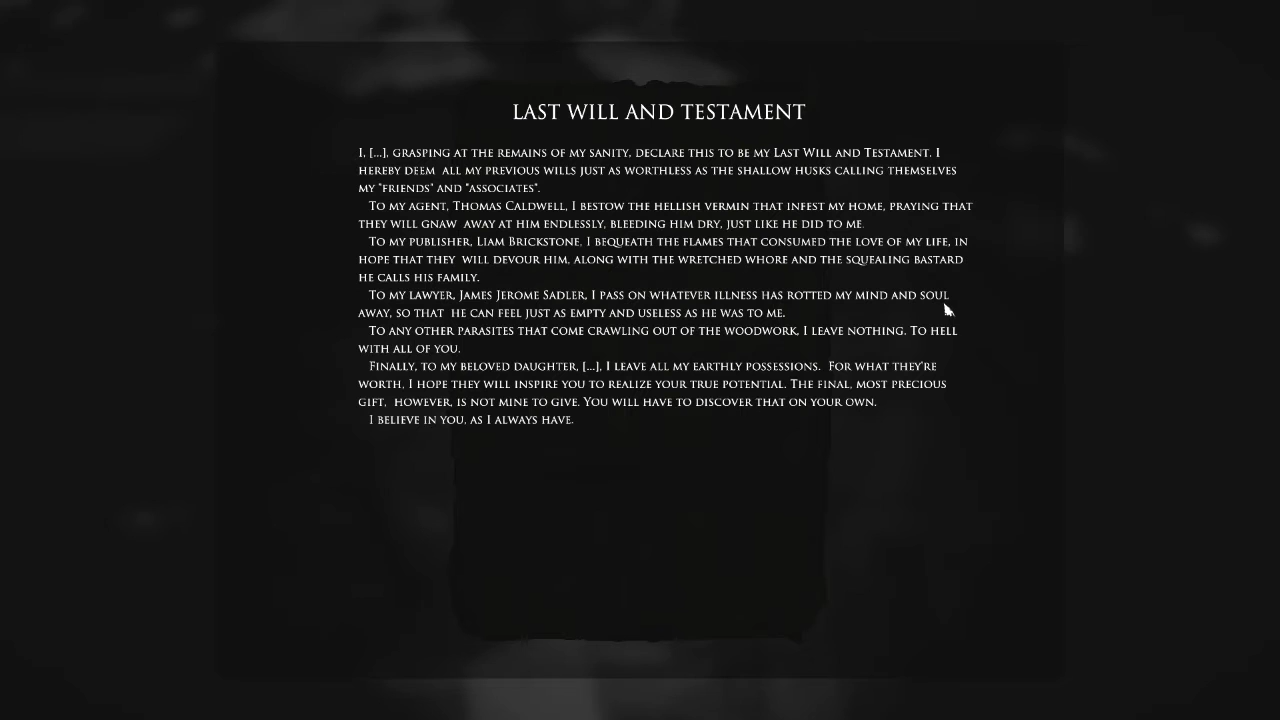 LAST WILL AND TESTAMENT
I, [...], GRASPING AT THE REMAINS OF MY SANITY, DECLARE THIS TO BE MY LAST WILL AND TESTAMENT. I
HEREBY DEEM  ALL MY PREVIOUS WILLS JUST AS WORTHLESS AS THE SHALLOW HUSKS CALLING THEMSELVES
MY "FRIENDS" AND "ASSOCIATES".
TO MY AGENT, THOMAS CALDWELL, I BESTOW THE HELLISH VERMIN THAT INFEST MY HOME, PRAYING THAT
THEY WILL GNAW  AWAY AT HIM ENDLESSLY, BLEEDING HIM DRY, JUST LIKE HE DID TO ME.
TO MY PUBLISHER, LIAM BRICKSTONE, I BEQUEATH THE FLAMES THAT CONSUMED THE LOVE OF MY LIFE, IN
HOPE THAT THEY  WILL DEVOUR HIM, ALONG WITH THE WRETCHED WHORE AND THE SQUEALING BASTARD
HE CALLS HIS FAMILY.
TO MY LAWYER, JAMES JEROME SADLER, I PASS ON WHATEVER ILLNESS HAS ROTTED MY MIND AND SOUL
AWAY, SO THAT  HE CAN FEEL JUST AS EMPTY AND USELESS AS HE WAS TO ME.
TO ANY OTHER PARASITES THAT COME CRAWLING OUT OF THE WOODWORK, I LEAVE NOTHING. TO HELL
WITH ALL OF YOU.
FINALLY, TO MY BELOVED DAUGHTER, [...], I LEAVE ALL MY EARTHLY POSSESSIONS.  FOR WHAT THEY'RE
WORTH, I HOPE THEY WILL INSPIRE YOU TO REALIZE YOUR TRUE POTENTIAL. THE FINAL, MOST PRECIOUS
GIFT,  HOWEVER, IS NOT MINE TO GIVE. YOU WILL HAVE TO DISCOVER THAT ON YOUR OWN.
I BELIEVE IN YOU, AS I ALWAYS HAVE.